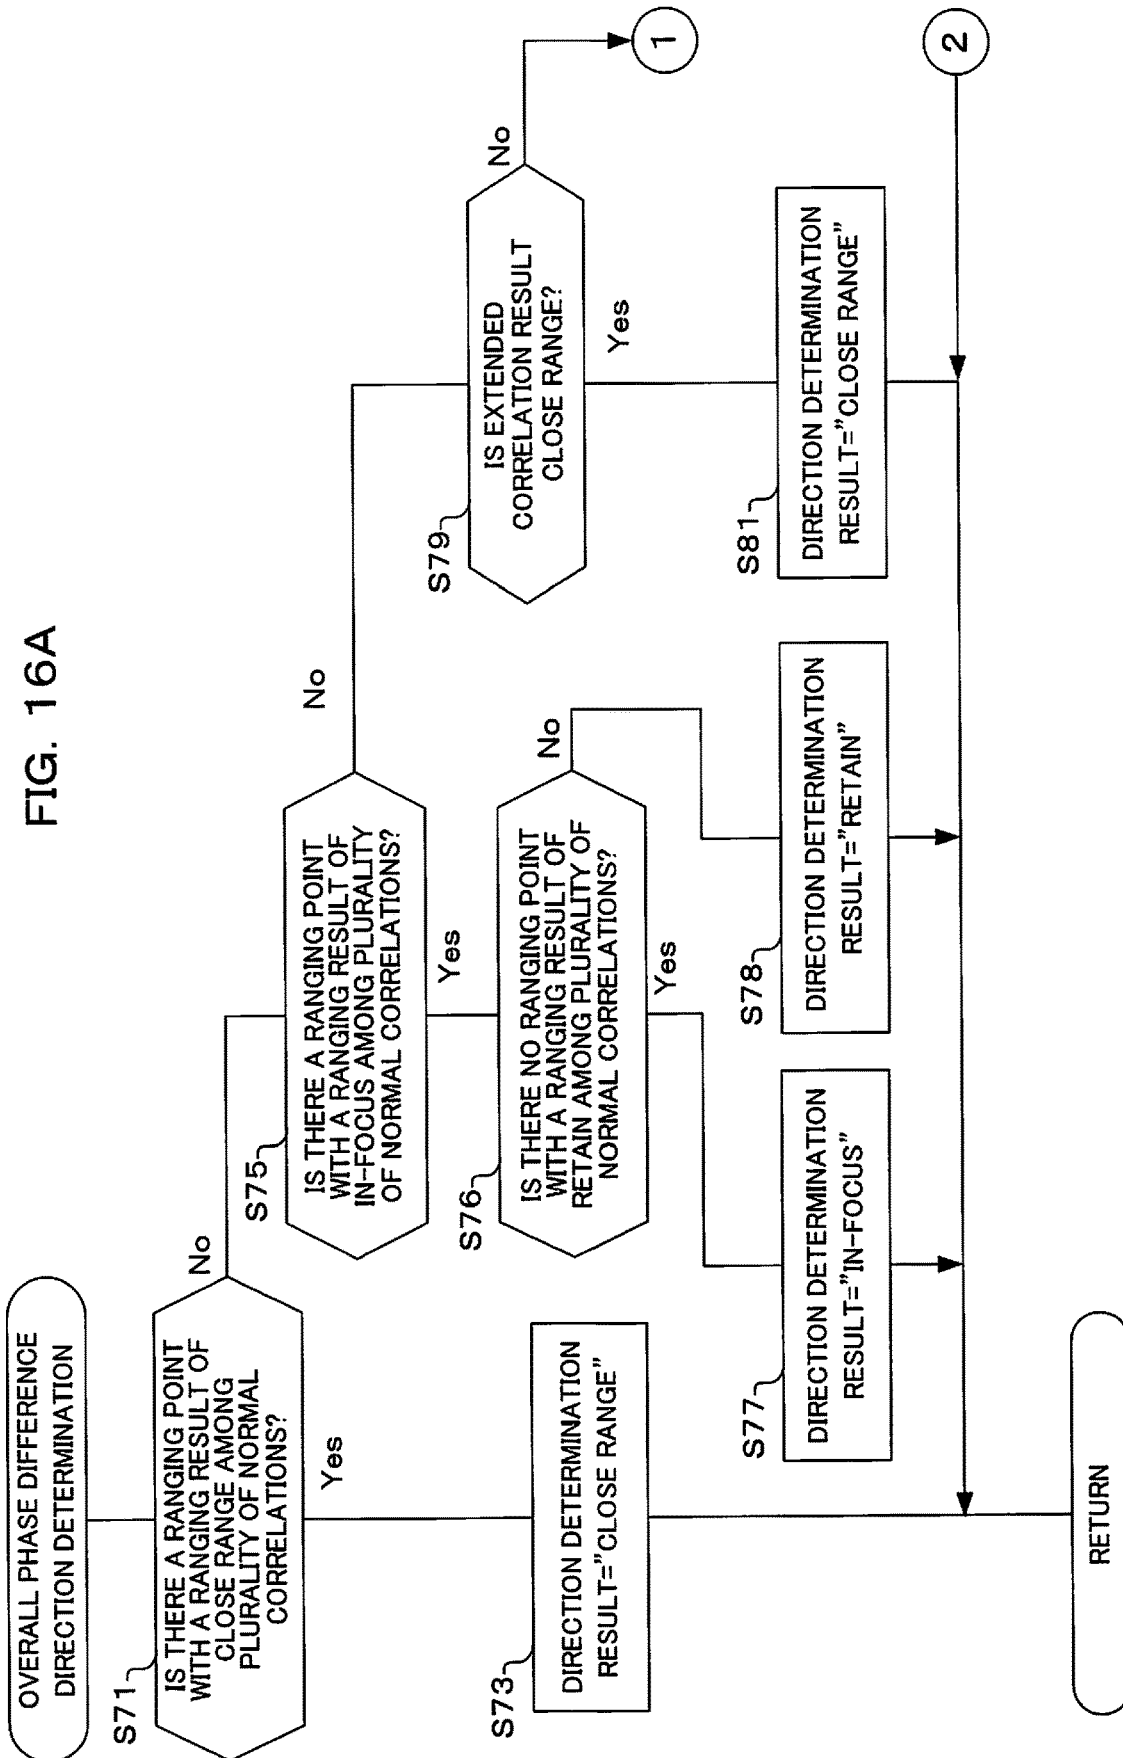 FIG. 16A
OVERALL PHASE DIFFERENCE
DIRECTION DETERMINATION
S71
IS THERE A RANGING POINT
WITH A RANGING RESULT OF
CLOSE RANGE AMONG
PLURALITY OF NORMAL
CORRELATIONS?
No
Yes
S73
DIRECTION DETERMINATION
RESULT="CLOSE RANGE"
S75
IS THERE A RANGING POINT
WITH A RANGING RESULT OF
IN-FOCUS AMONG PLURALITY
OF NORMAL CORRELATIONS?
No
Yes
S76
IS THERE NO RANGING POINT
WITH A RANGING RESULT OF
RETAIN AMONG PLURALITY OF
NORMAL CORRELATIONS?
No
Yes
S77
DIRECTION DETERMINATION
RESULT="IN-FOCUS"
S78
DIRECTION DETERMINATION
RESULT="RETAIN"
S79
IS EXTENDED
CORRELATION RESULT
CLOSE RANGE?
No
Yes
1
S81
DIRECTION DETERMINATION
RESULT="CLOSE RANGE"
2
RETURN